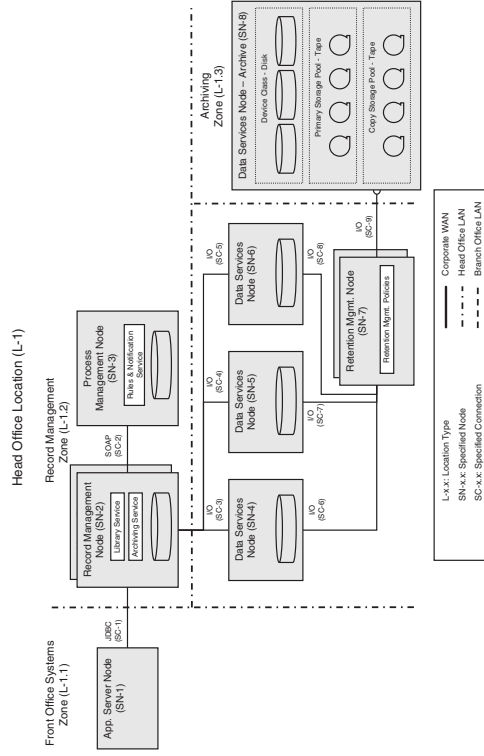 Head Office Location (L-1)
Front Office Systems
Zone (L-1.1)
App. Server Node
(SN-1)
JDBC
(SC-1)
Record Management
Zone (L-1.2)
Record Management
Node (SN-2)
Library Service
Archiving Service
SOAP
(SC-2)
Process
Management Node
(SN-3)
Rules & Notification
Service
I/O
(SC-3)
I/O
(SC-4)
I/O
(SC-5)
Data Services
Node (SN-4)
Data Services
Node (SN-5)
Data Services
Node (SN-6)
I/O
(SC-6)
I/O
(SC-7)
I/O
(SC-8)
Retention Mgmt. Node
(SN-7)
Retention Mgmt. Policies
I/O
(SC-9)
Archiving
Zone (L-1.3)
Data Services Node – Archive (SN-8)
Device Class - Disk
Primary Storage Pool - Tape
Copy Storage Pool - Tape
L-x.x: Location Type
SN-x.x: Specified Node
SC-x.x: Specified Connection
Corporate WAN
Head Office LAN
Branch Office LAN